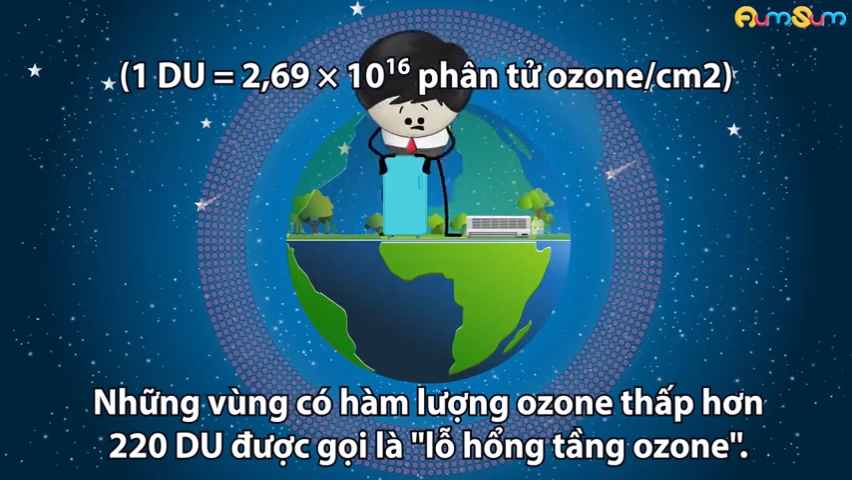 AumSum
(1 DU = 2,69 × 10¹⁶ phân tử ozone/cm2)
Những vùng có hàm lượng ozone thấp hơn
220 DU được gọi là "lỗ hổng tầng ozone".